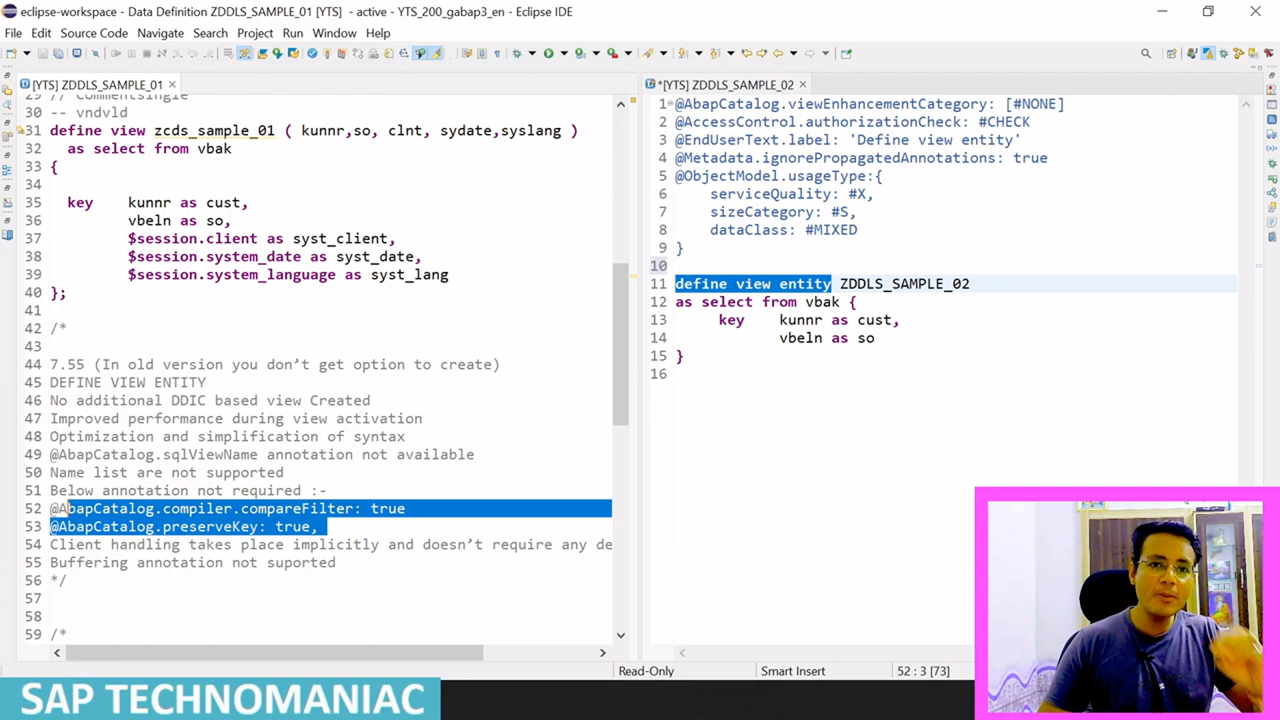 eclipse-workspace - Data Definition ZDDLS_SAMPLE_01 [YTS] - active - YTS_200_gabap3_en - Eclipse IDE
File Edit Source Code Navigate Search Project Run Window Help
[YTS] ZDDLS_SAMPLE_01
29 // Commentsingle
30 -- vndvld
31 define view zcds_sample_01 ( kunnr,so, clnt, sydate,syslang )
32 as select from vbak
33 {
34
35 key kunnr as cust,
36 vbeln as so,
37 $session.client as syst_client,
38 $session.system_date as syst_date,
39 $session.system_language as syst_lang
40 };
41
42 /*
43
44 7.55 (In old version you don't get option to create)
45 DEFINE VIEW ENTITY
46 No additional DDIC based view Created
47 Improved performance during view activation
48 Optimization and simplification of syntax
49 @AbapCatalog.sqlViewName annotation not available
50 Name list are not supported
51 Below annotation not required :-
52 @AbapCatalog.compiler.compareFilter: true
53 @AbapCatalog.preserveKey: true,
54 Client handling takes place implicitly and doesn't require any de
55 Buffering annotation not suported
56 */
57
58
59 /*
*[YTS] ZDDLS_SAMPLE_02
1 @AbapCatalog.viewEnhancementCategory: [#NONE]
2 @AccessControl.authorizationCheck: #CHECK
3 @EndUserText.label: 'Define view entity'
4 @Metadata.ignorePropagatedAnnotations: true
5 @ObjectModel.usageType:{
6 serviceQuality: #X,
7 sizeCategory: #S,
8 dataClass: #MIXED
9 }
10
11 define view entity ZDDLS_SAMPLE_02
12 as select from vbak {
13 key kunnr as cust,
14 vbeln as so
15 }
16
Read-Only Smart Insert 52 : 3 [73]
SAP TECHNOMANIAC